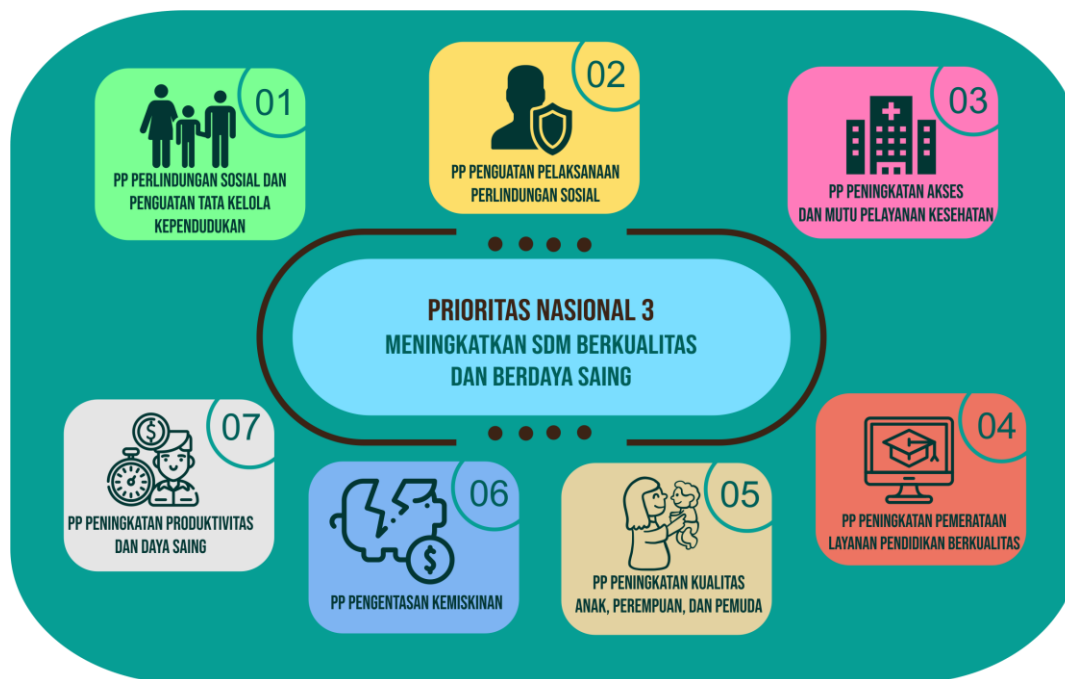 01
PP PERLINDUNGAN SOSIAL DAN
PENGUATAN TATA KELOLA
KEPENDUDUKAN
02
PP PENGUATAN PELAKSANAAN
PERLINDUNGAN SOSIAL
03
PP PENINGKATAN AKSES
DAN MUTU PELAYANAN KESEHATAN
PRIORITAS NASIONAL 3
MENINGKATKAN SDM BERKUALITAS
DAN BERDAYA SAING
04
PP PENINGKATAN PEMERATAAN
LAYANAN PENDIDIKAN BERKUALITAS
05
PP PENINGKATAN KUALITAS
ANAK, PEREMPUAN, DAN PEMUDA
06
$
PP PENGENTASAN KEMISKINAN
07
$
PP PENINGKATAN PRODUKTIVITAS
DAN DAYA SAING